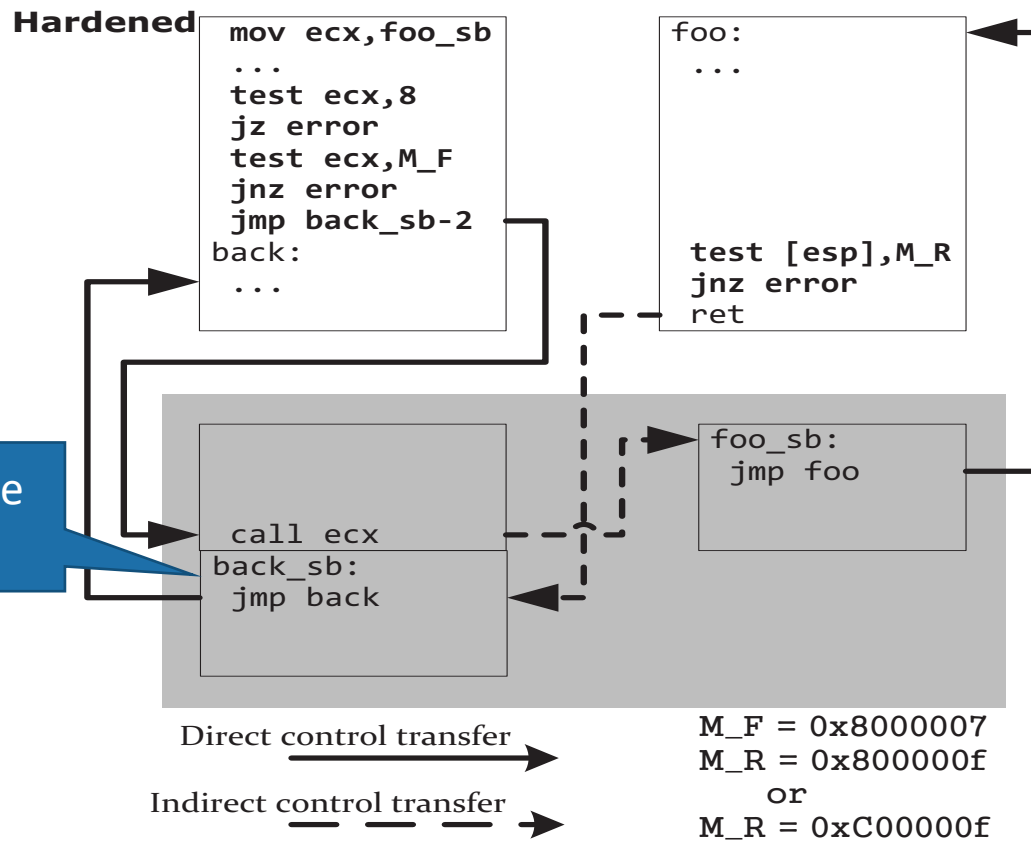 Hardened
mov ecx,foo_sb
...
test ecx,8
jz error
test ecx,M_F
jnz error
jmp back_sb-2
back:
...
foo:
...
test [esp],M_R
jnz error
ret
e
call ecx
back_sb:
jmp back
foo_sb:
jmp foo
Direct control transfer
Indirect control transfer
M_F = 0x8000007
M_R = 0x800000f
or
M_R = 0xC00000f